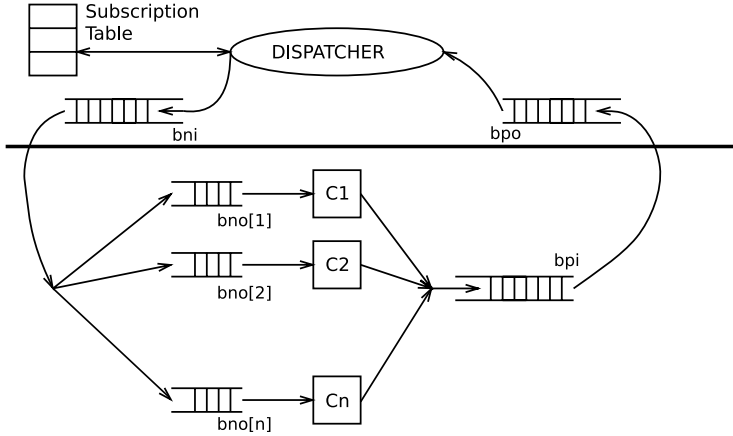 Subscription
Table
DISPATCHER
bni
bpo
C1
bno[1]
C2
bno[2]
bpi
Cn
bno[n]